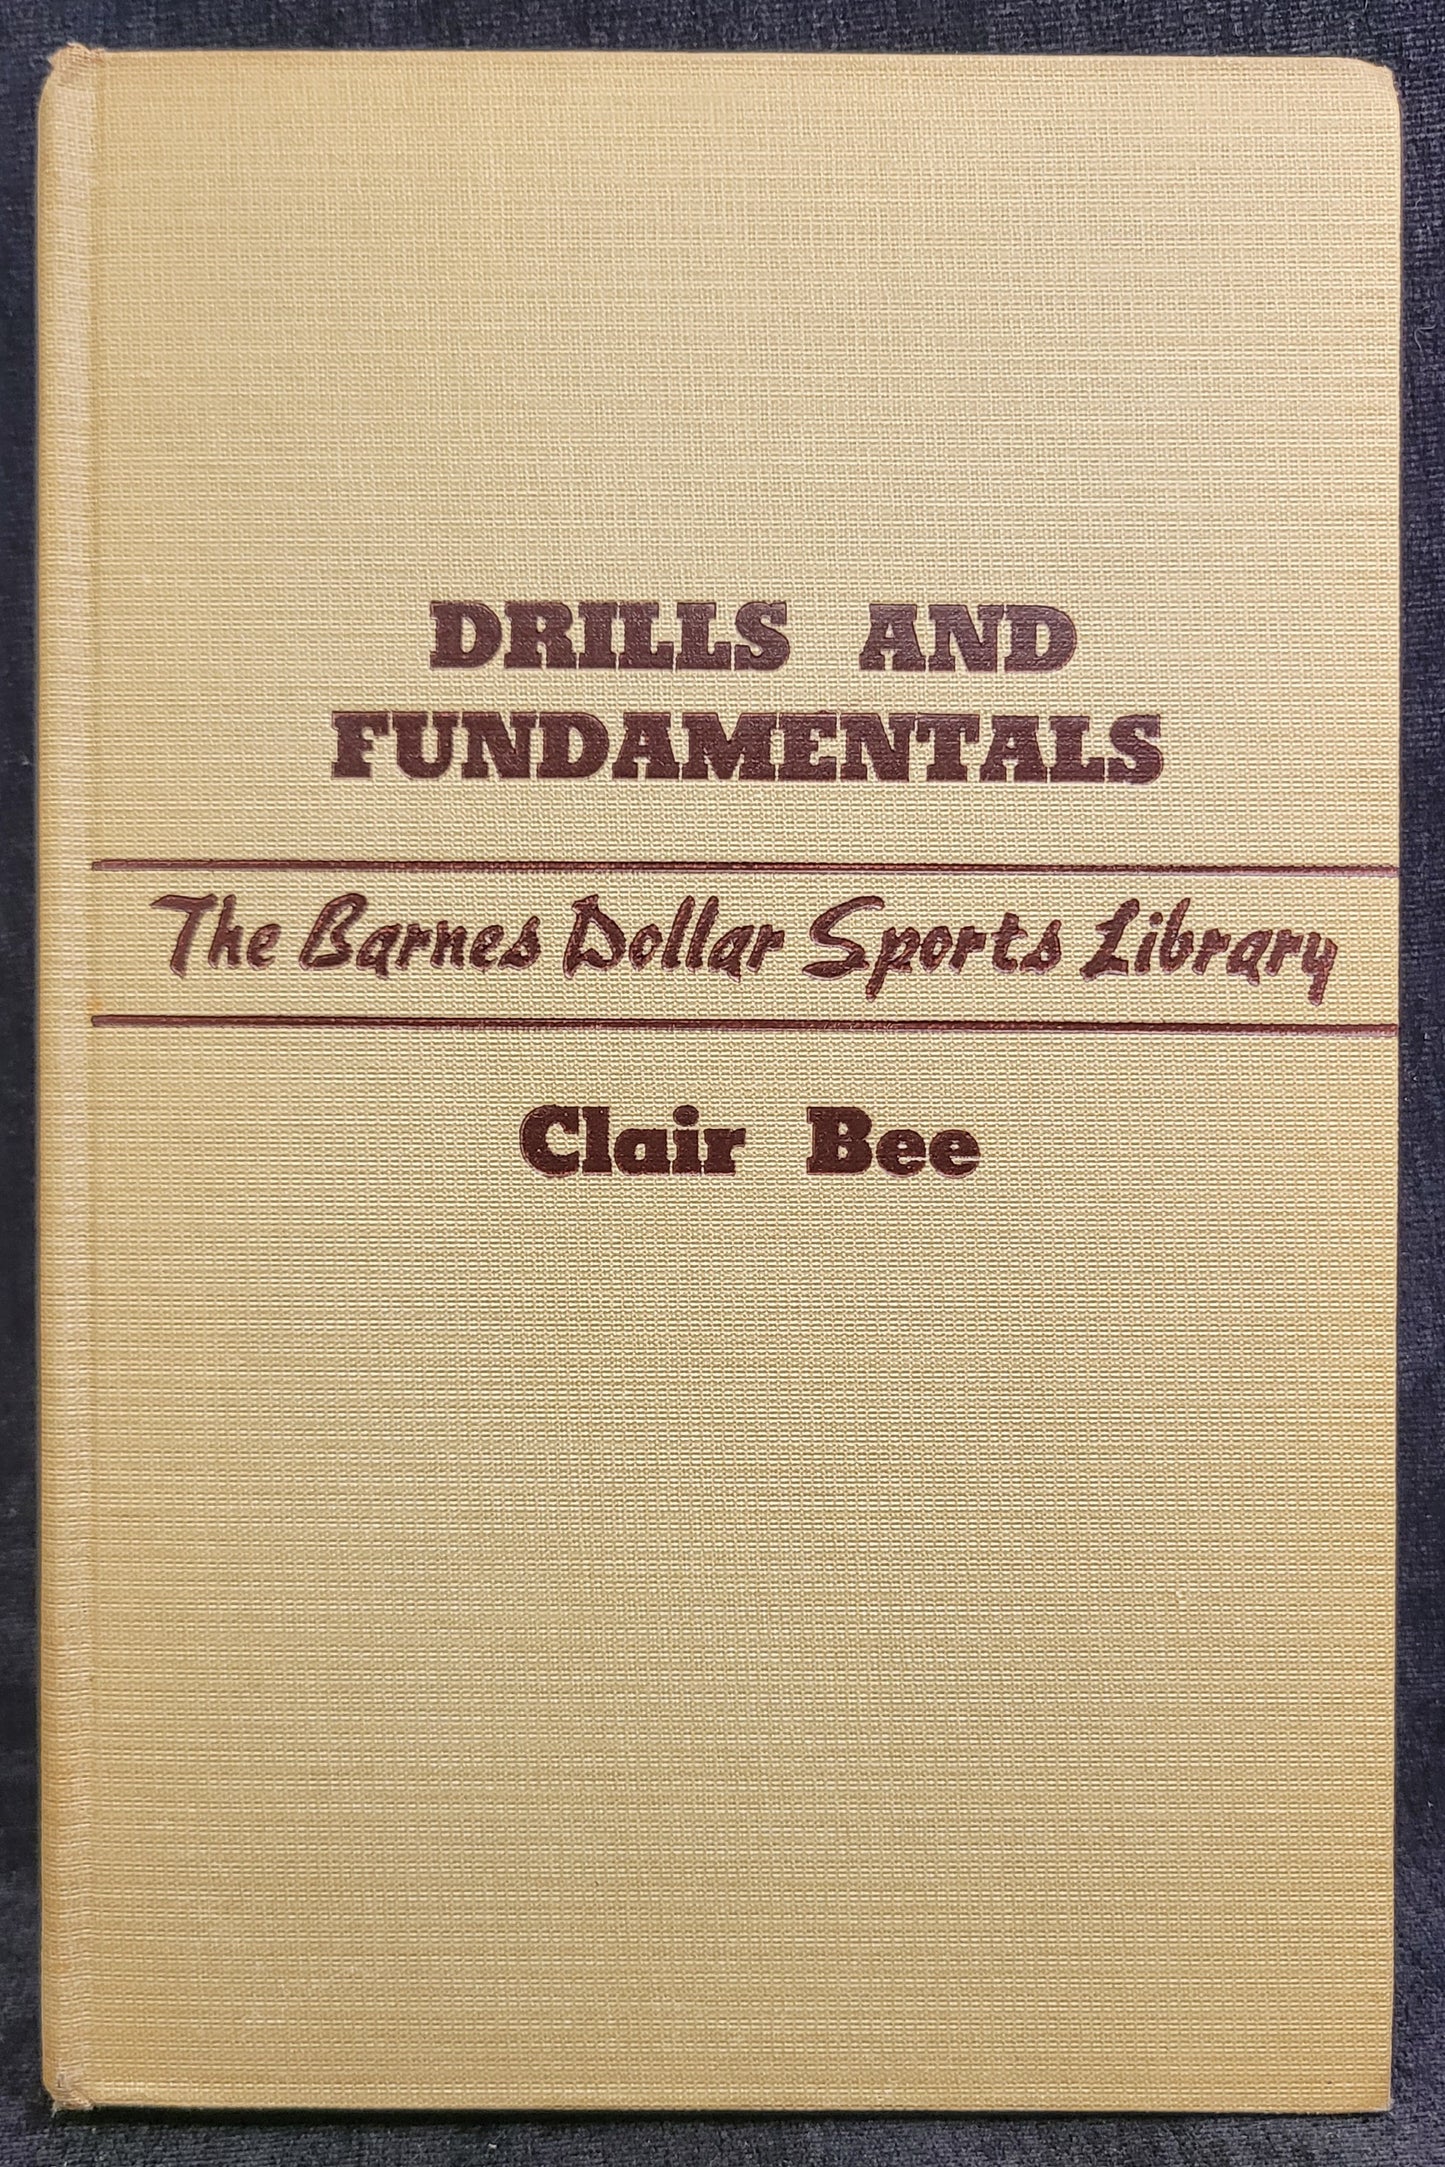 DRILLS AND
FUNDAMENTALS
The Barnes Dollar Sports Library
Clair Bee